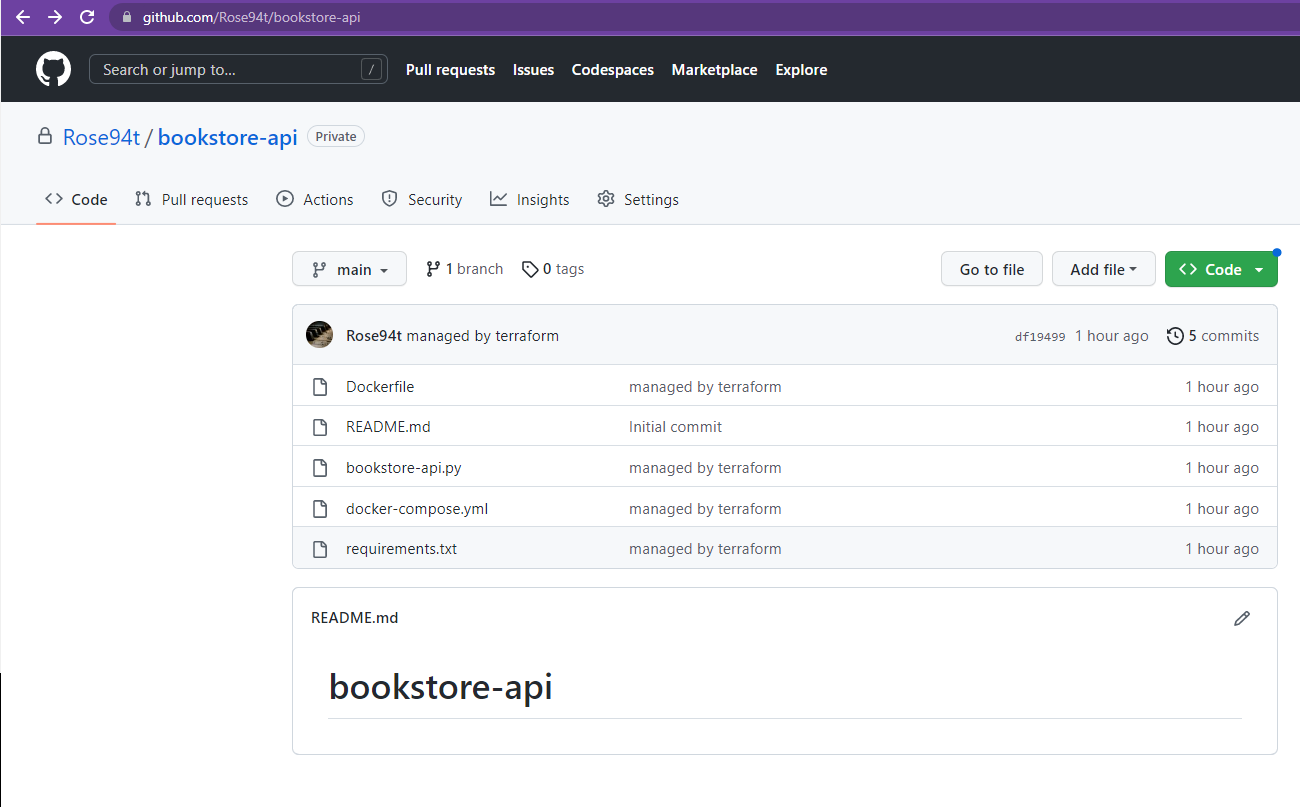 github.com/Rose94t/bookstore-api
Search or jump to... / Pull requests Issues Codespaces Marketplace Explore
Rose94t / bookstore-api Private
<> Code Pull requests Actions Security Insights Settings
main 1 branch 0 tags Go to file Add file <> Code
Rose94t managed by terraform df19499 1 hour ago 5 commits
Dockerfile managed by terraform 1 hour ago
README.md Initial commit 1 hour ago
bookstore-api.py managed by terraform 1 hour ago
docker-compose.yml managed by terraform 1 hour ago
requirements.txt managed by terraform 1 hour ago
README.md
bookstore-api